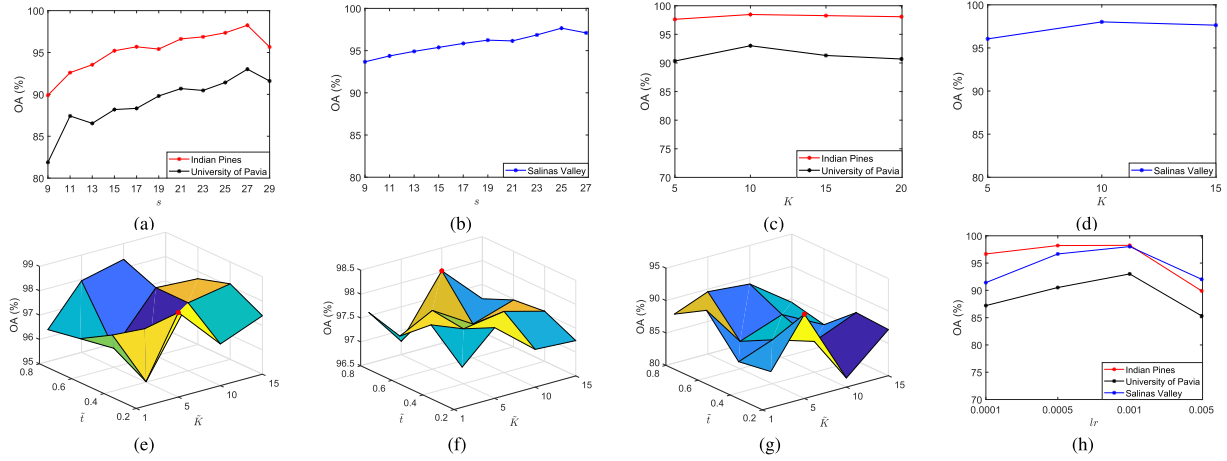 100
95
90
85
80
OA (%)
9 11 13 15 17 19 21 23 25 27 29
s
Indian Pines
University of Pavia
(a)
100
95
90
85
80
OA (%)
9 11 13 15 17 19 21 23 25 27
s
Salinas Valley
(b)
100
95
90
85
80
75
70
OA (%)
5 10 15 20
K
Indian Pines
University of Pavia
(c)
100
95
90
85
80
OA (%)
5 10 15
K
Salinas Valley
(d)
99
98
97
96
95
OA (%)
0.8 0.6 0.4 0.2
t̃
1 5 10 15
K̃
(e)
98.5
98
97.5
97
96.5
OA (%)
0.8 0.6 0.4 0.2
t̃
1 5 10 15
K̃
(f)
95
90
85
80
OA (%)
0.8 0.6 0.4 0.2
t̃
1 5 10 15
K̃
(g)
100
95
90
85
80
75
70
OA (%)
0.0001 0.0005 0.001 0.005
lr
Indian Pines
University of Pavia
Salinas Valley
(h)